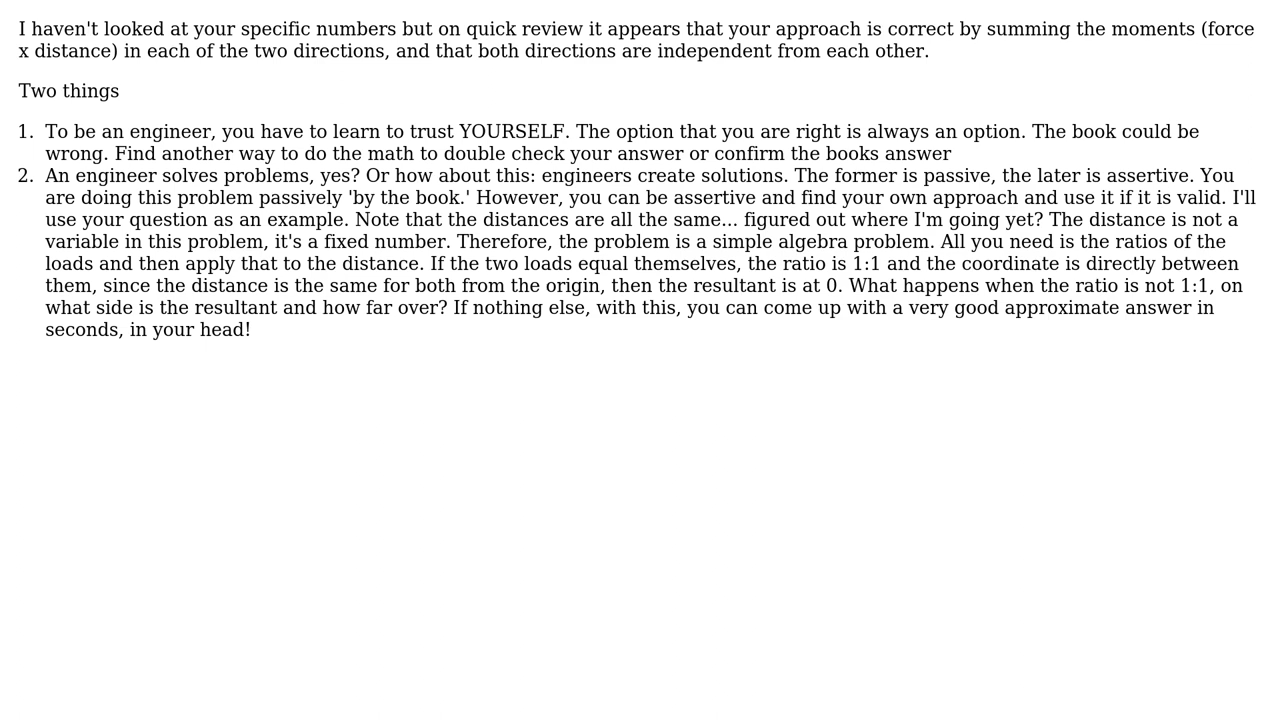 I haven't looked at your specific numbers but on quick review it appears that your approach is correct by summing the moments (force
x distance) in each of the two directions, and that both directions are independent from each other.
Two things
1. To be an engineer, you have to learn to trust YOURSELF. The option that you are right is always an option. The book could be
wrong. Find another way to do the math to double check your answer or confirm the books answer
2. An engineer solves problems, yes? Or how about this: engineers create solutions. The former is passive, the later is assertive. You
are doing this problem passively 'by the book.' However, you can be assertive and find your own approach and use it if it is valid. I'll
use your question as an example. Note that the distances are all the same... figured out where I'm going yet? The distance is not a
variable in this problem, it's a fixed number. Therefore, the problem is a simple algebra problem. All you need is the ratios of the
loads and then apply that to the distance. If the two loads equal themselves, the ratio is 1:1 and the coordinate is directly between
them, since the distance is the same for both from the origin, then the resultant is at 0. What happens when the ratio is not 1:1, on
what side is the resultant and how far over? If nothing else, with this, you can come up with a very good approximate answer in
seconds, in your head!